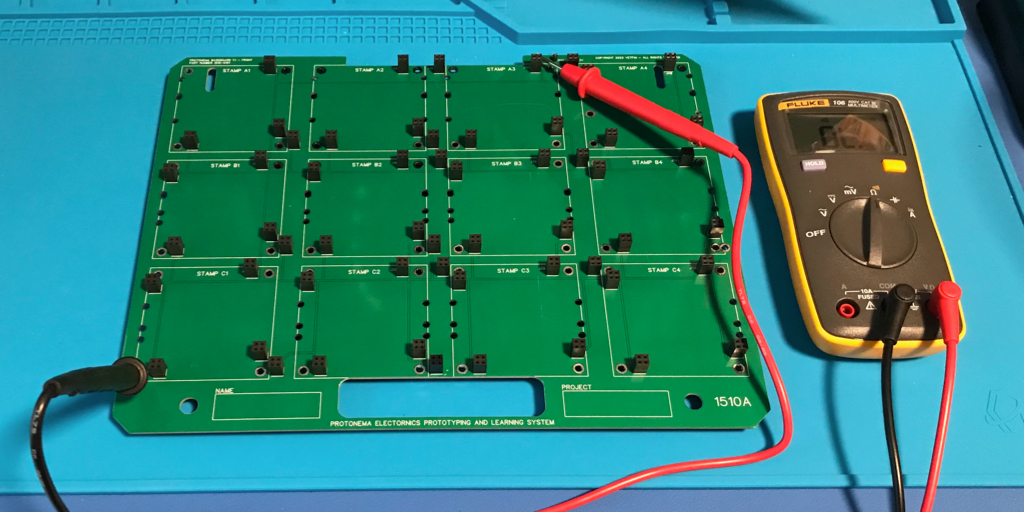 STAMP A1
STAMP A2
STAMP A3
STAMP A4
STAMP B1
STAMP B2
STAMP B3
STAMP B4
STAMP C1
STAMP C2
STAMP C3
STAMP C4
NAME
PROJECT
1510A
PROTONEMA ELECTORNICS PROTOTYPING AND LEARNING SYSTEM
FLUKE 106
HOLD
mV
Ω
V
V
A
OFF
A
COM
10A
FUSED